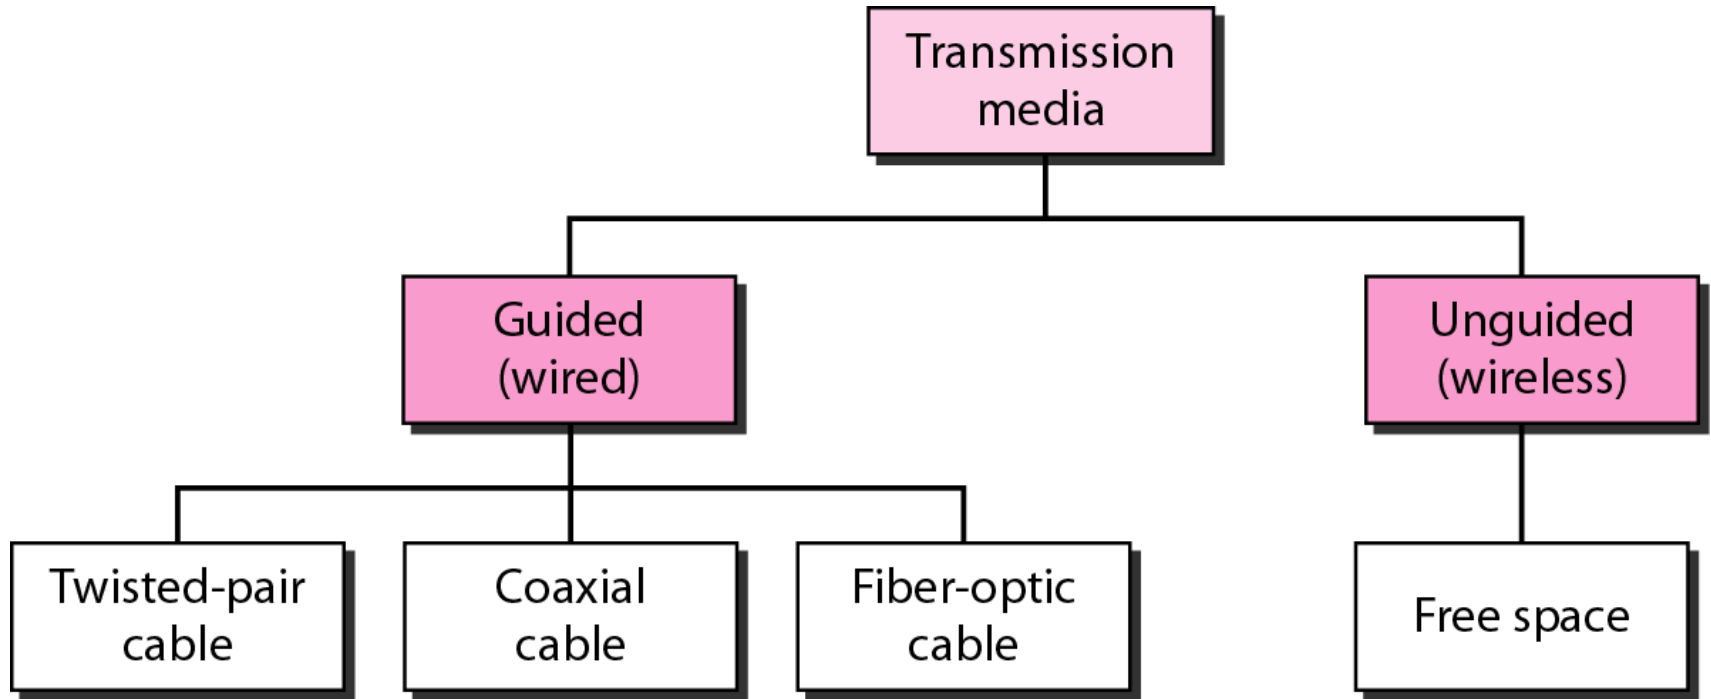 Transmission
media
Guided
(wired)
Unguided
(wireless)
Twisted-pair
cable
Coaxial
cable
Fiber-optic
cable
Free space